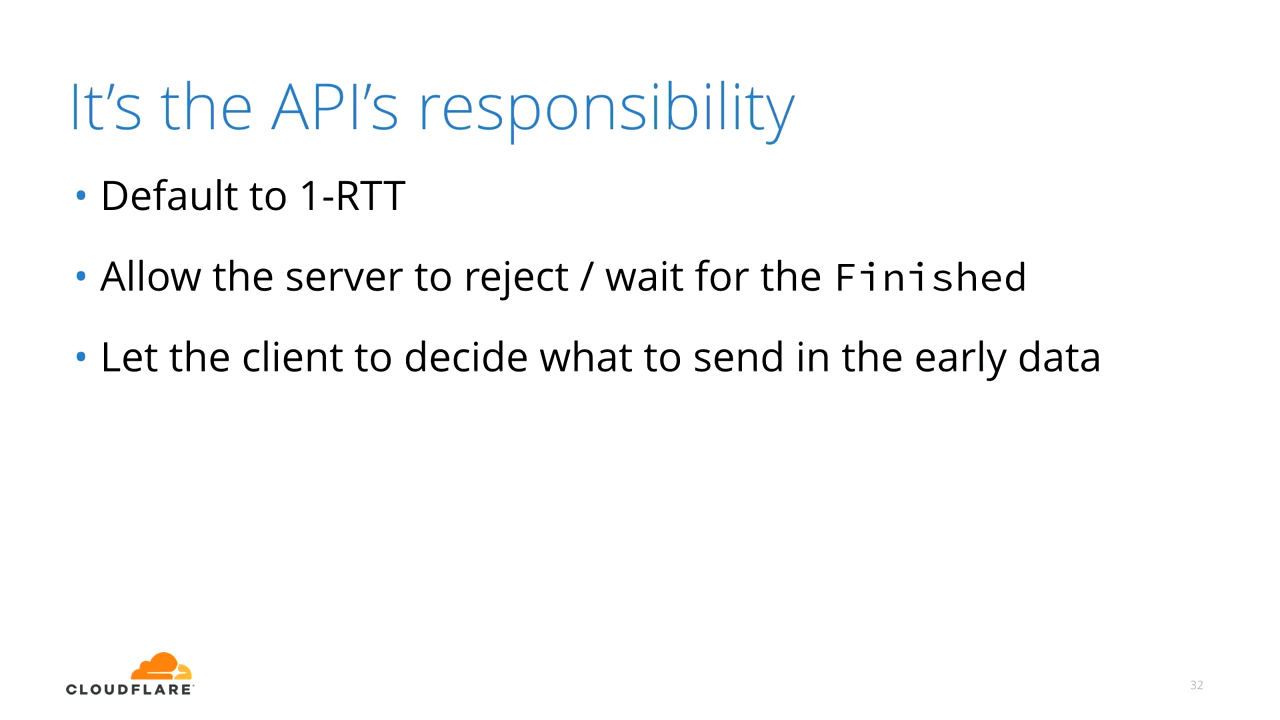 It’s the API’s responsibility
• Default to 1-RTT
• Allow the server to reject / wait for the Finished
• Let the client to decide what to send in the early data
CLOUDFLARE
32